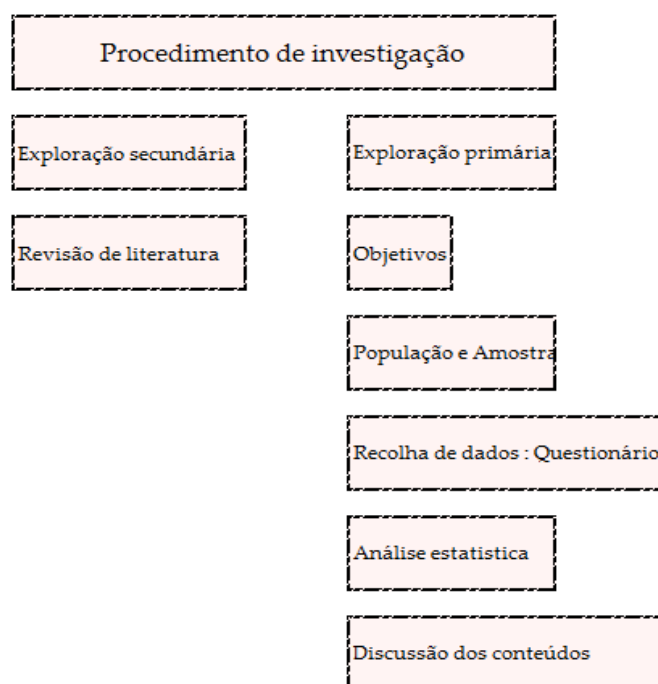 Procedimento de investigação
Exploração secundária
Exploração primária
Revisão de literatura
Objetivos
População e Amostra
Recolha de dados : Questionário
Análise estatistica
Discussão dos conteúdos